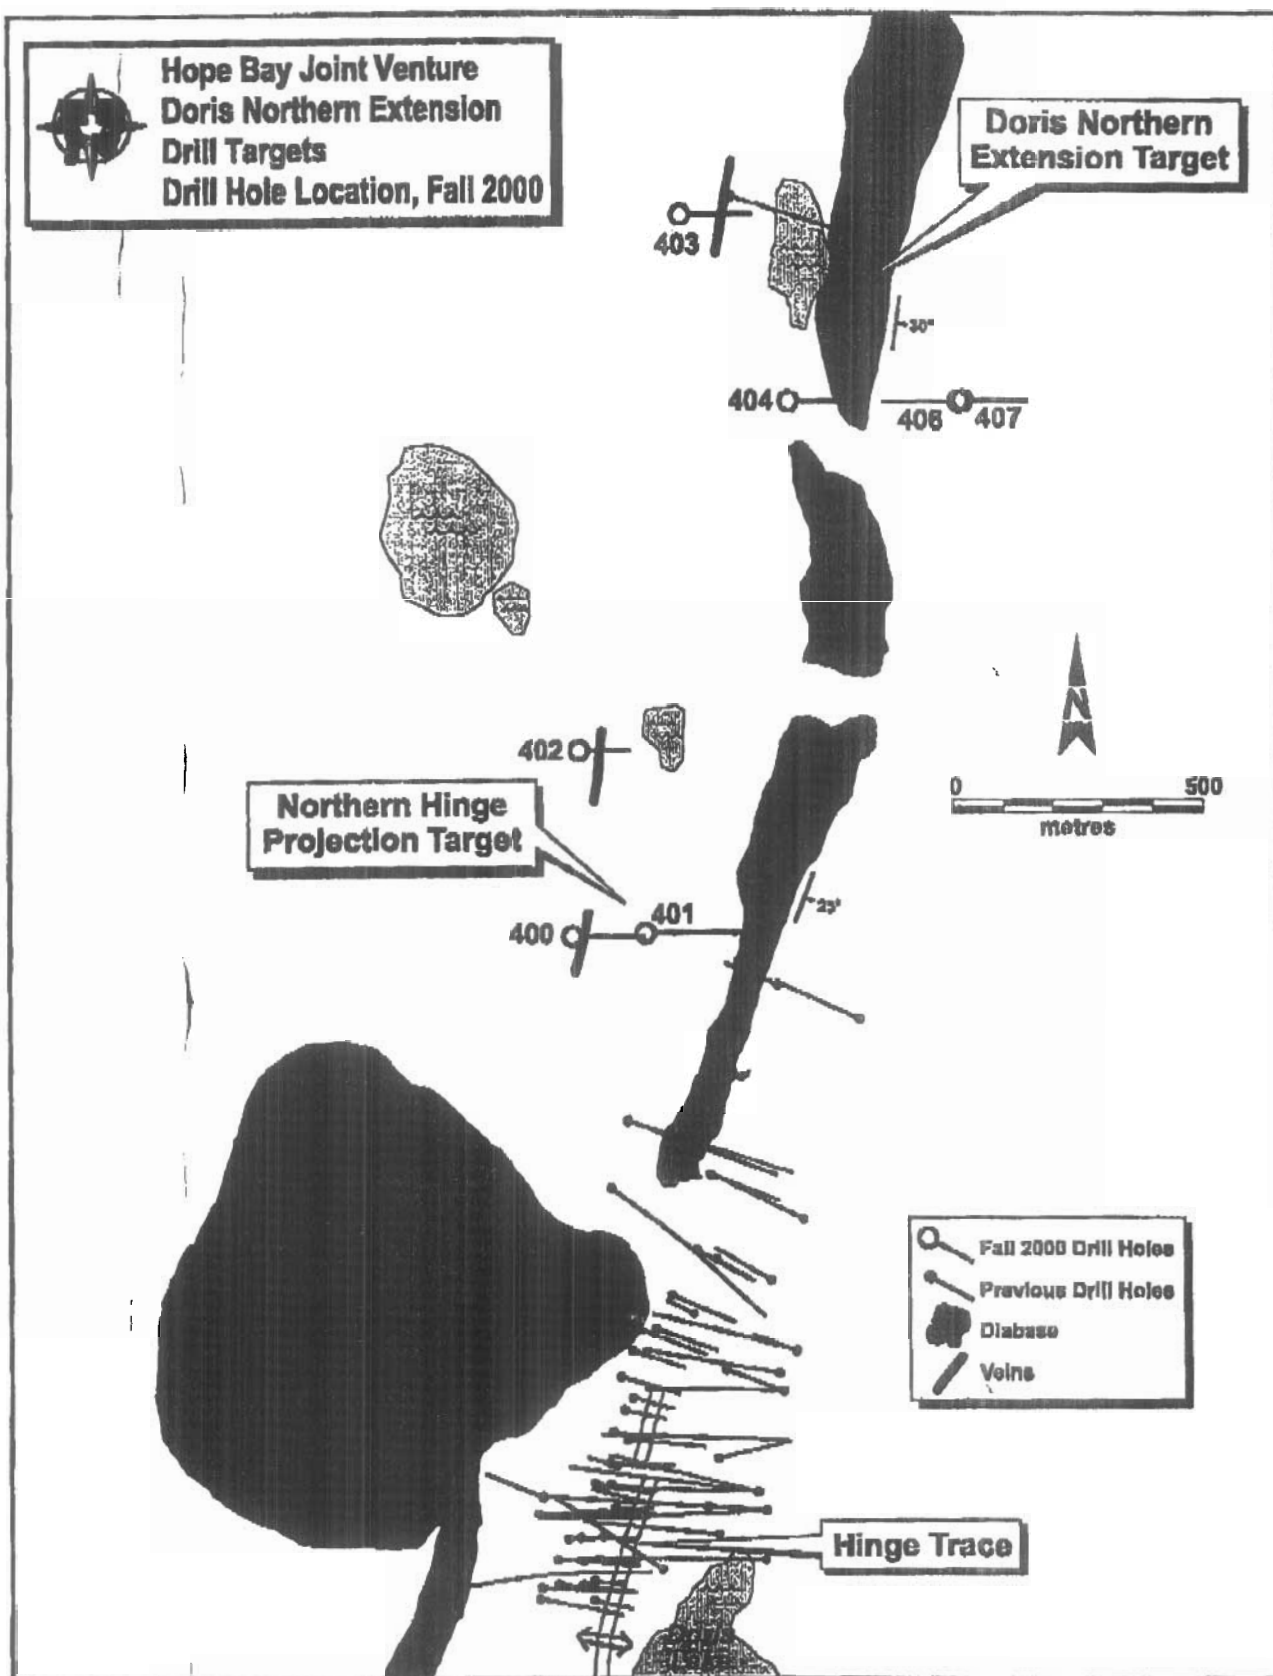 Hope Bay Joint Venture
Doris Northern Extension
Drill Targets
Drill Hole Location, Fall 2000
Doris Northern
Extension Target
403
30°
404
406
407
402
N
0
500
metres
Northern Hinge
Projection Target
401
400
25°
Fall 2000 Drill Holes
Previous Drill Holes
Diabase
Veins
Hinge Trace